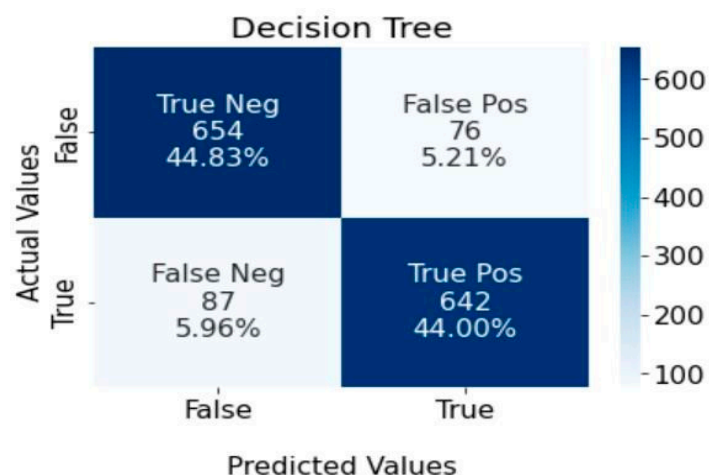 Decision Tree
True Neg
654
44.83%
False Pos
76
5.21%
False Neg
87
5.96%
True Pos
642
44.00%
Actual Values
False
True
False
True
Predicted Values
600
500
400
300
200
100